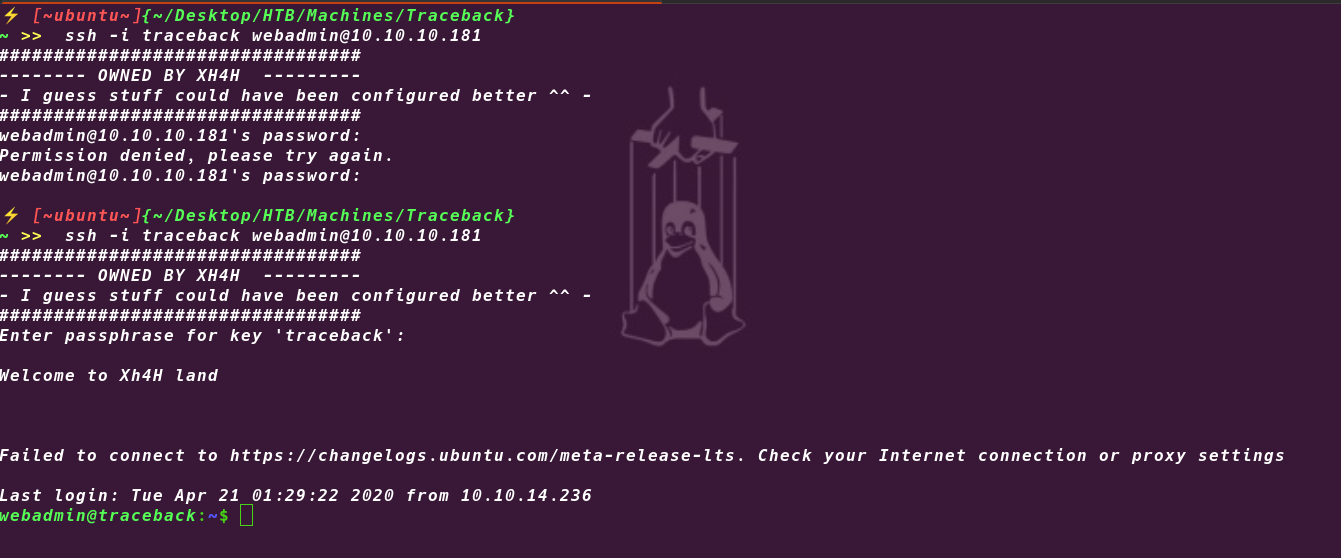 ⚡ [~ubuntu~]{~/Desktop/HTB/Machines/Traceback}
~ >>  ssh -i traceback webadmin@10.10.10.181
#################################
-------- OWNED BY XH4H  ---------
- I guess stuff could have been configured better ^^ -
#################################
webadmin@10.10.10.181's password:
Permission denied, please try again.
webadmin@10.10.10.181's password:
⚡ [~ubuntu~]{~/Desktop/HTB/Machines/Traceback}
~ >>  ssh -i traceback webadmin@10.10.10.181
#################################
-------- OWNED BY XH4H  ---------
- I guess stuff could have been configured better ^^ -
#################################
Enter passphrase for key 'traceback':
Welcome to Xh4H land
Failed to connect to https://changelogs.ubuntu.com/meta-release-lts. Check your Internet connection or proxy settings
Last login: Tue Apr 21 01:29:22 2020 from 10.10.14.236
webadmin@traceback:~$